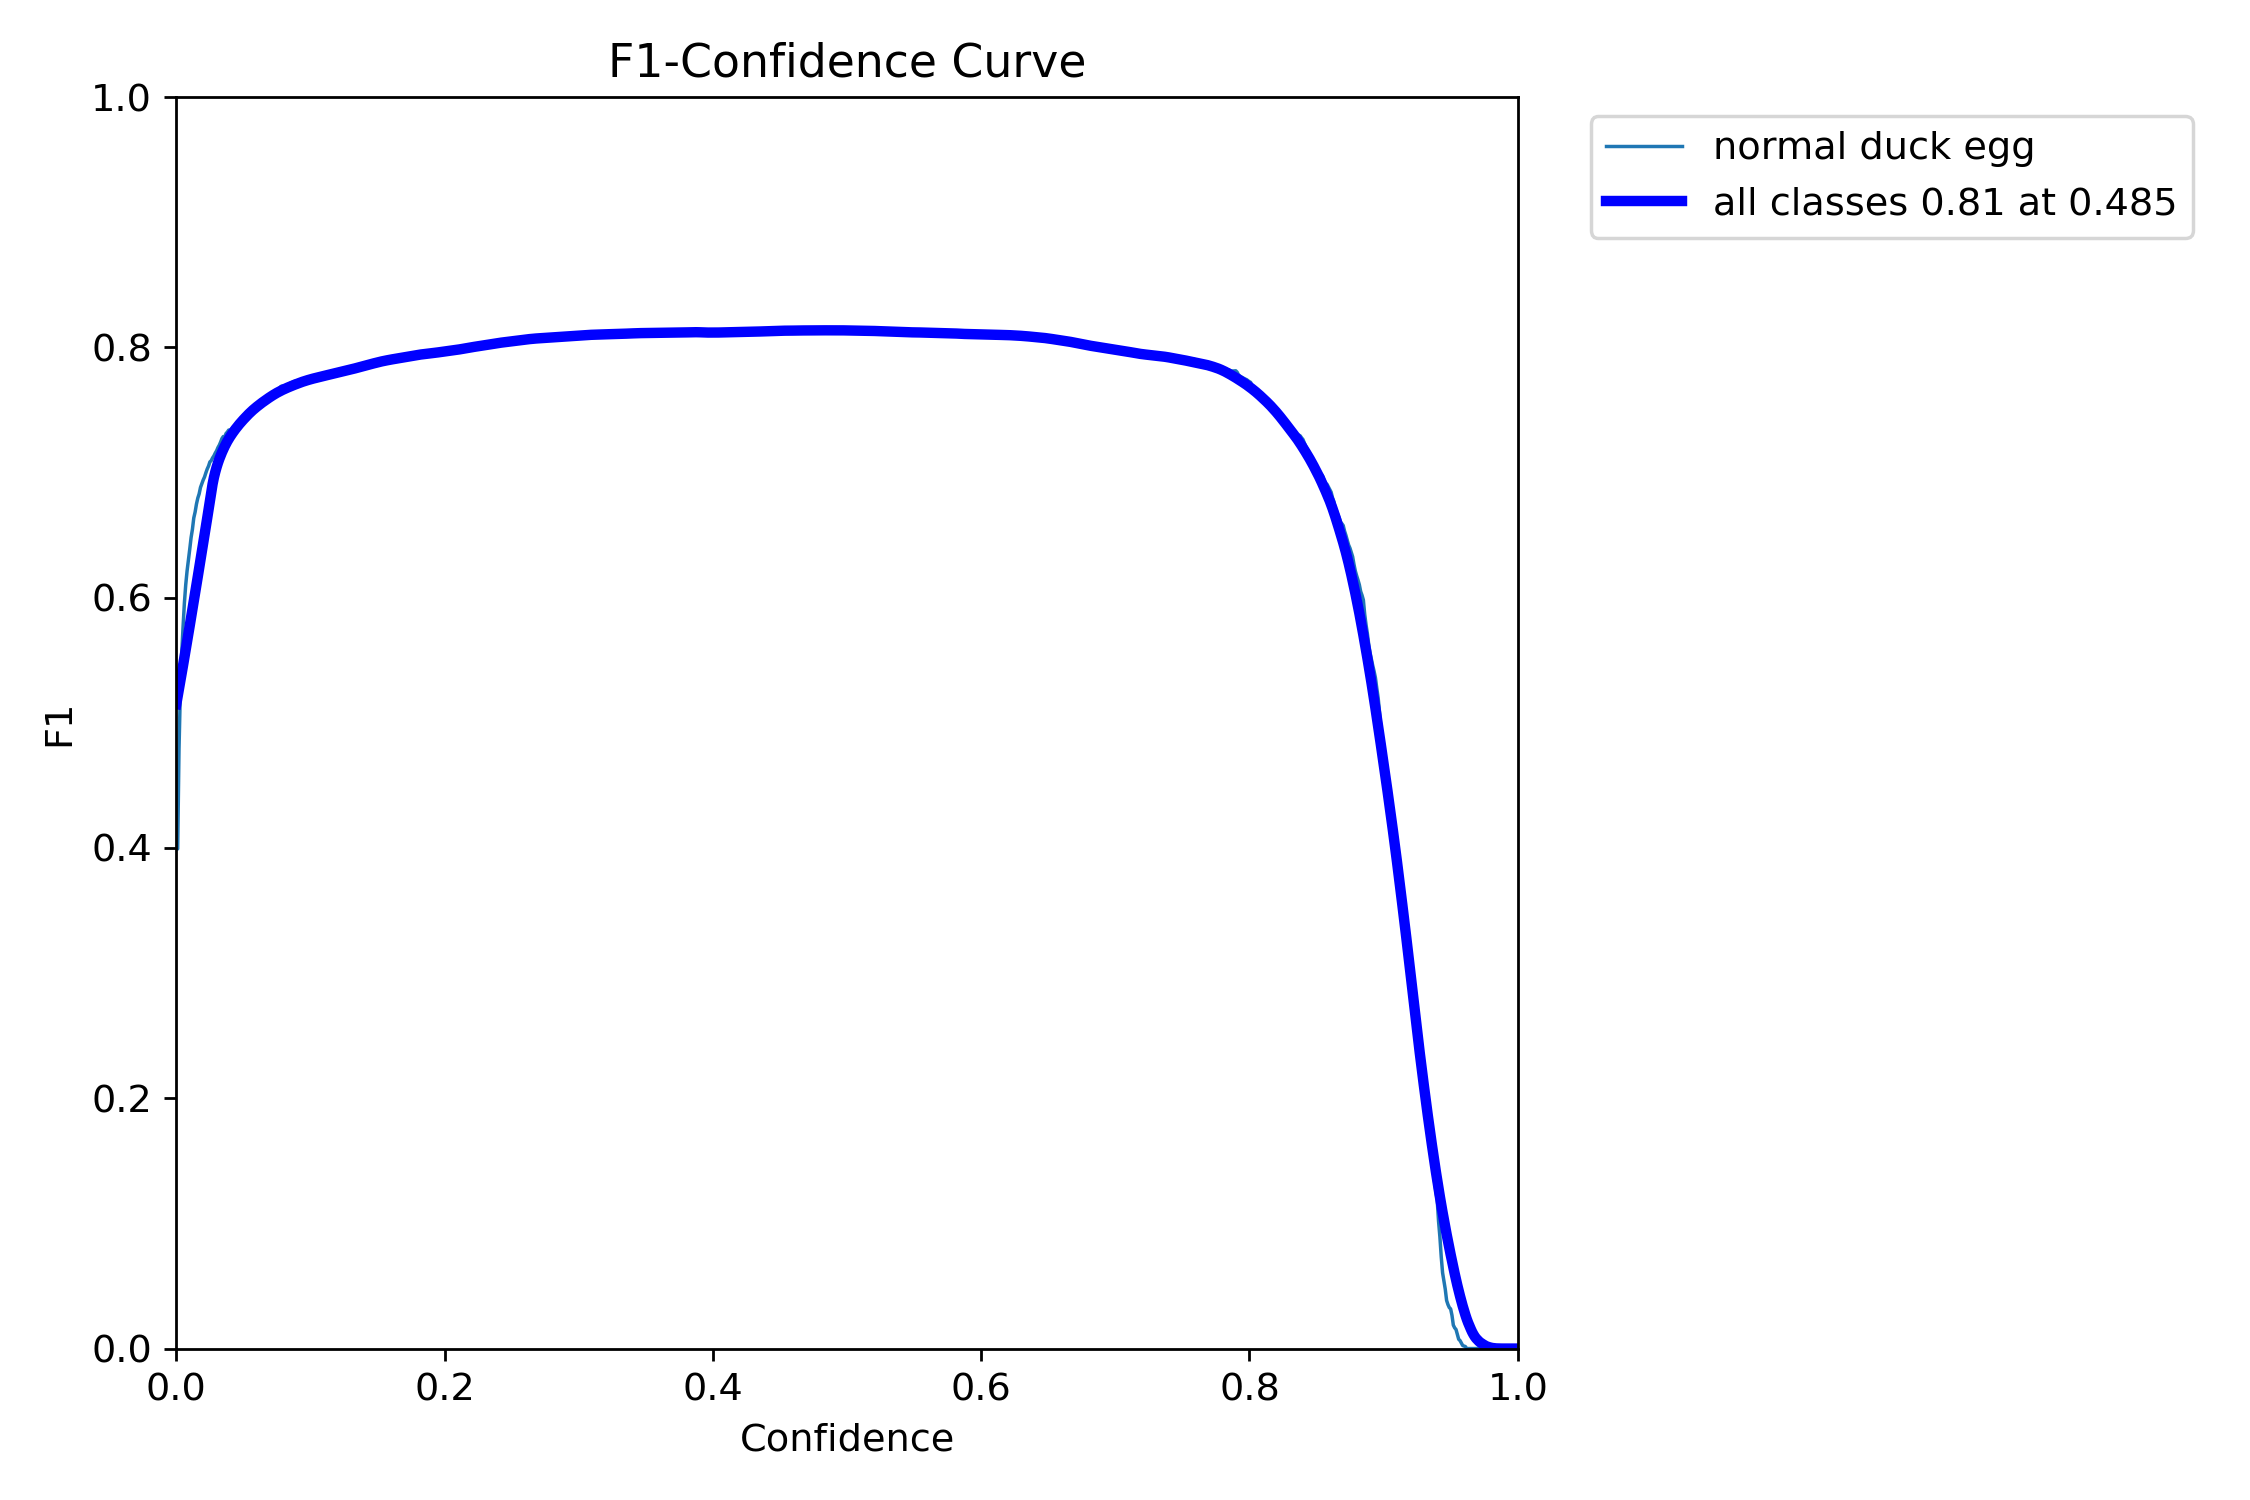 F1-Confidence Curve
normal duck egg
all classes 0.81 at 0.485
1.0
0.8
0.6
0.4
0.2
0.0
F1
0.0 0.2 0.4 0.6 0.8 1.0
Confidence